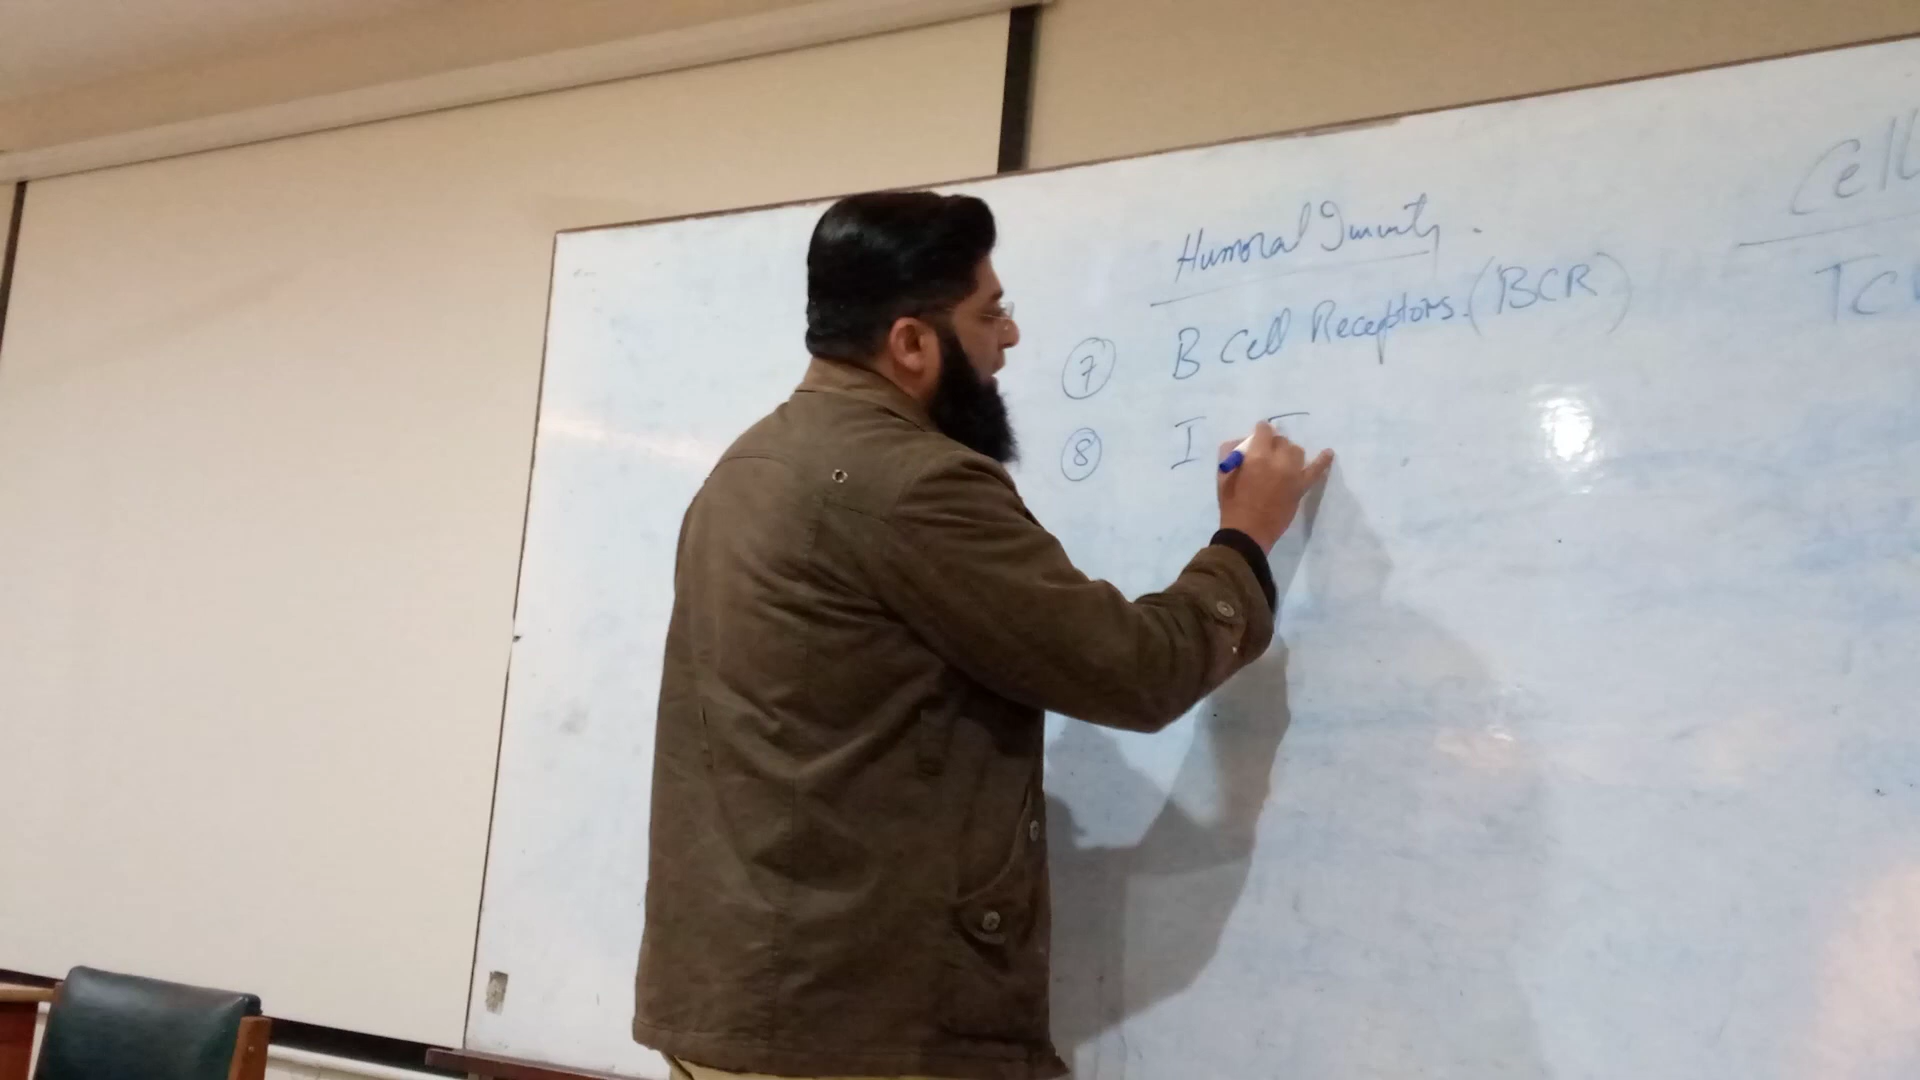 Humoral Immunity.
Cell
7 B Cell Receptors. (BCR)
TC
8 I